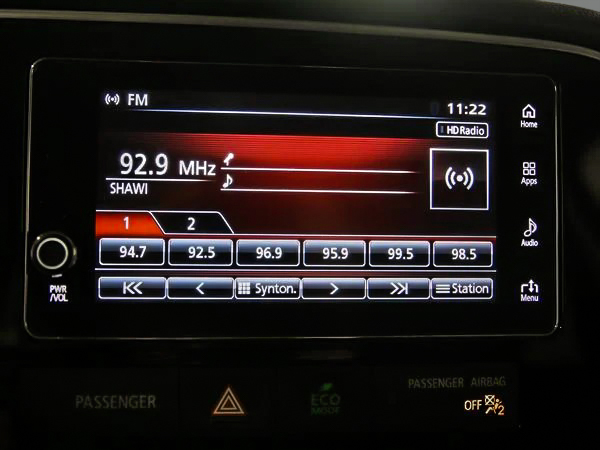 FM
11:22
HD Radio
92.9 MHz
SHAWI
1 2
94.7 92.5 96.9 95.9 99.5 98.5
Synton. Station
Home
Apps
Audio
Menu
PWR
/VOL
PASSENGER
ECO
MODE
PASSENGER AIRBAG
OFF 2